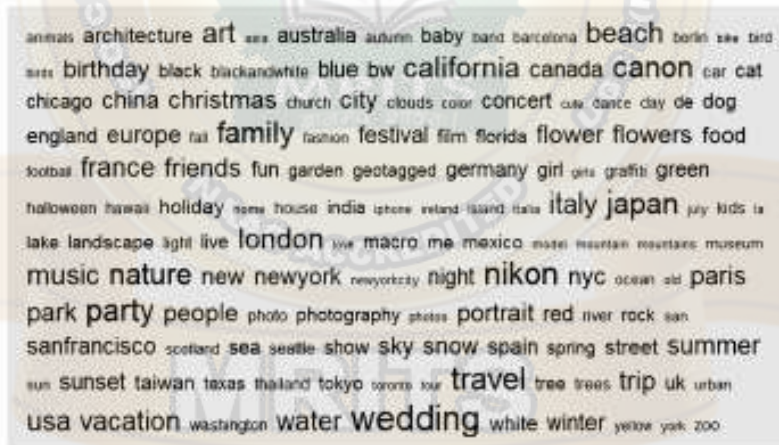 animals architecture art asia australia autumn baby band barcelona beach berlin bike bird
birds birthday black blackandwhite blue bw california canada canon car cat
chicago china christmas church city clouds color concert cute dance day de dog
england europe fall family fashion festival film florida flower flowers food
football france friends fun garden geotagged germany girl girls graffiti green
halloween hawaii holiday home house india iphone ireland island italia italy japan july kids la
lake landscape light live london love macro me mexico model mountain mountains museum
music nature new newyork newyorkcity night nikon nyc ocean old paris
park party people photo photography photos portrait red river rock san
sanfrancisco scotland sea seattle show sky snow spain spring street summer
sun sunset taiwan texas thailand tokyo toronto tour travel tree trees trip uk urban
usa vacation washington water wedding white winter yellow york zoo
MRITS